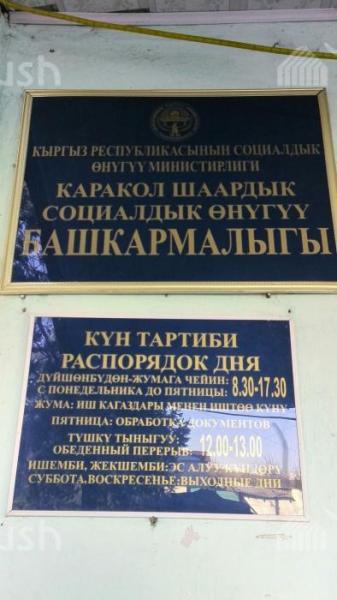 КЫРГЫЗ РЕСПУБЛИКАСЫНЫН СОЦИАЛДЫК
ӨНҮГҮҮ МИНИСТИРЛИГИ
КАРАКОЛ ШААРДЫК
СОЦИАЛДЫК ӨНҮГҮҮ
БАШКАРМАЛЫГЫ
КҮН ТАРТИБИ
РАСПОРЯДОК ДНЯ
ДҮЙШӨНБҮДӨН-ЖУМАГА ЧЕЙИН: 8.30-17.30
С ПОНЕДЕЛЬНИКА ДО ПЯТНИЦЫ:
ЖУМА: ИШ КАГАЗДАРЫ МЕНЕН ИШТӨӨ КҮНҮ
ПЯТНИЦА: ОБРАБОТКА ДОКУМЕНТОВ
ТҮШКҮ ТЫНЫГУУ: 12.00-13.00
ОБЕДЕННЫЙ ПЕРЕРЫВ:
ИШЕМБИ, ЖЕКШЕМБИ: ЭС АЛУУ КҮНДӨРҮ
СУББОТА, ВОСКРЕСЕНЬЕ: ВЫХОДНЫЕ ДНИ